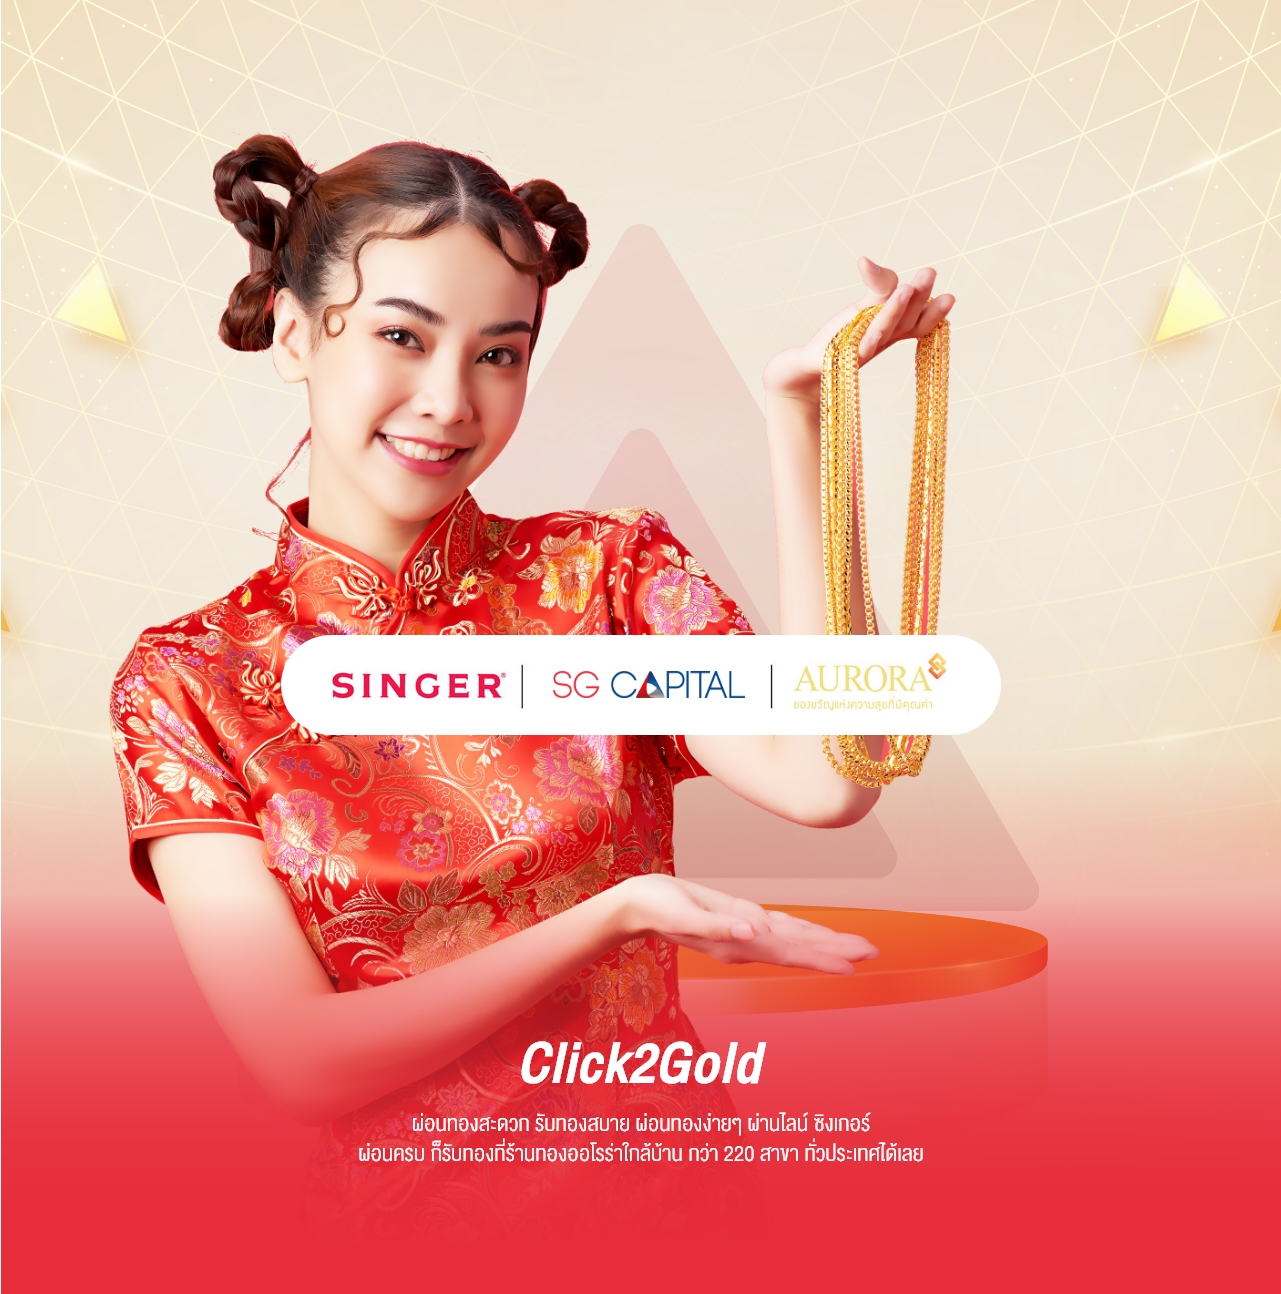 SINGER®
SG CAPITAL
AURORA
ของขวัญแห่งความสุขที่มีคุณค่า
Click2Gold
ผ่อนทองสะดวก รับทองสบาย ผ่อนทองง่ายๆ ผ่านไลน์ ซิงเกอร์
ผ่อนครบ ก็รับทองที่ร้านทองออโรร่าใกล้บ้าน กว่า 220 สาขา ทั่วประเทศได้เลย